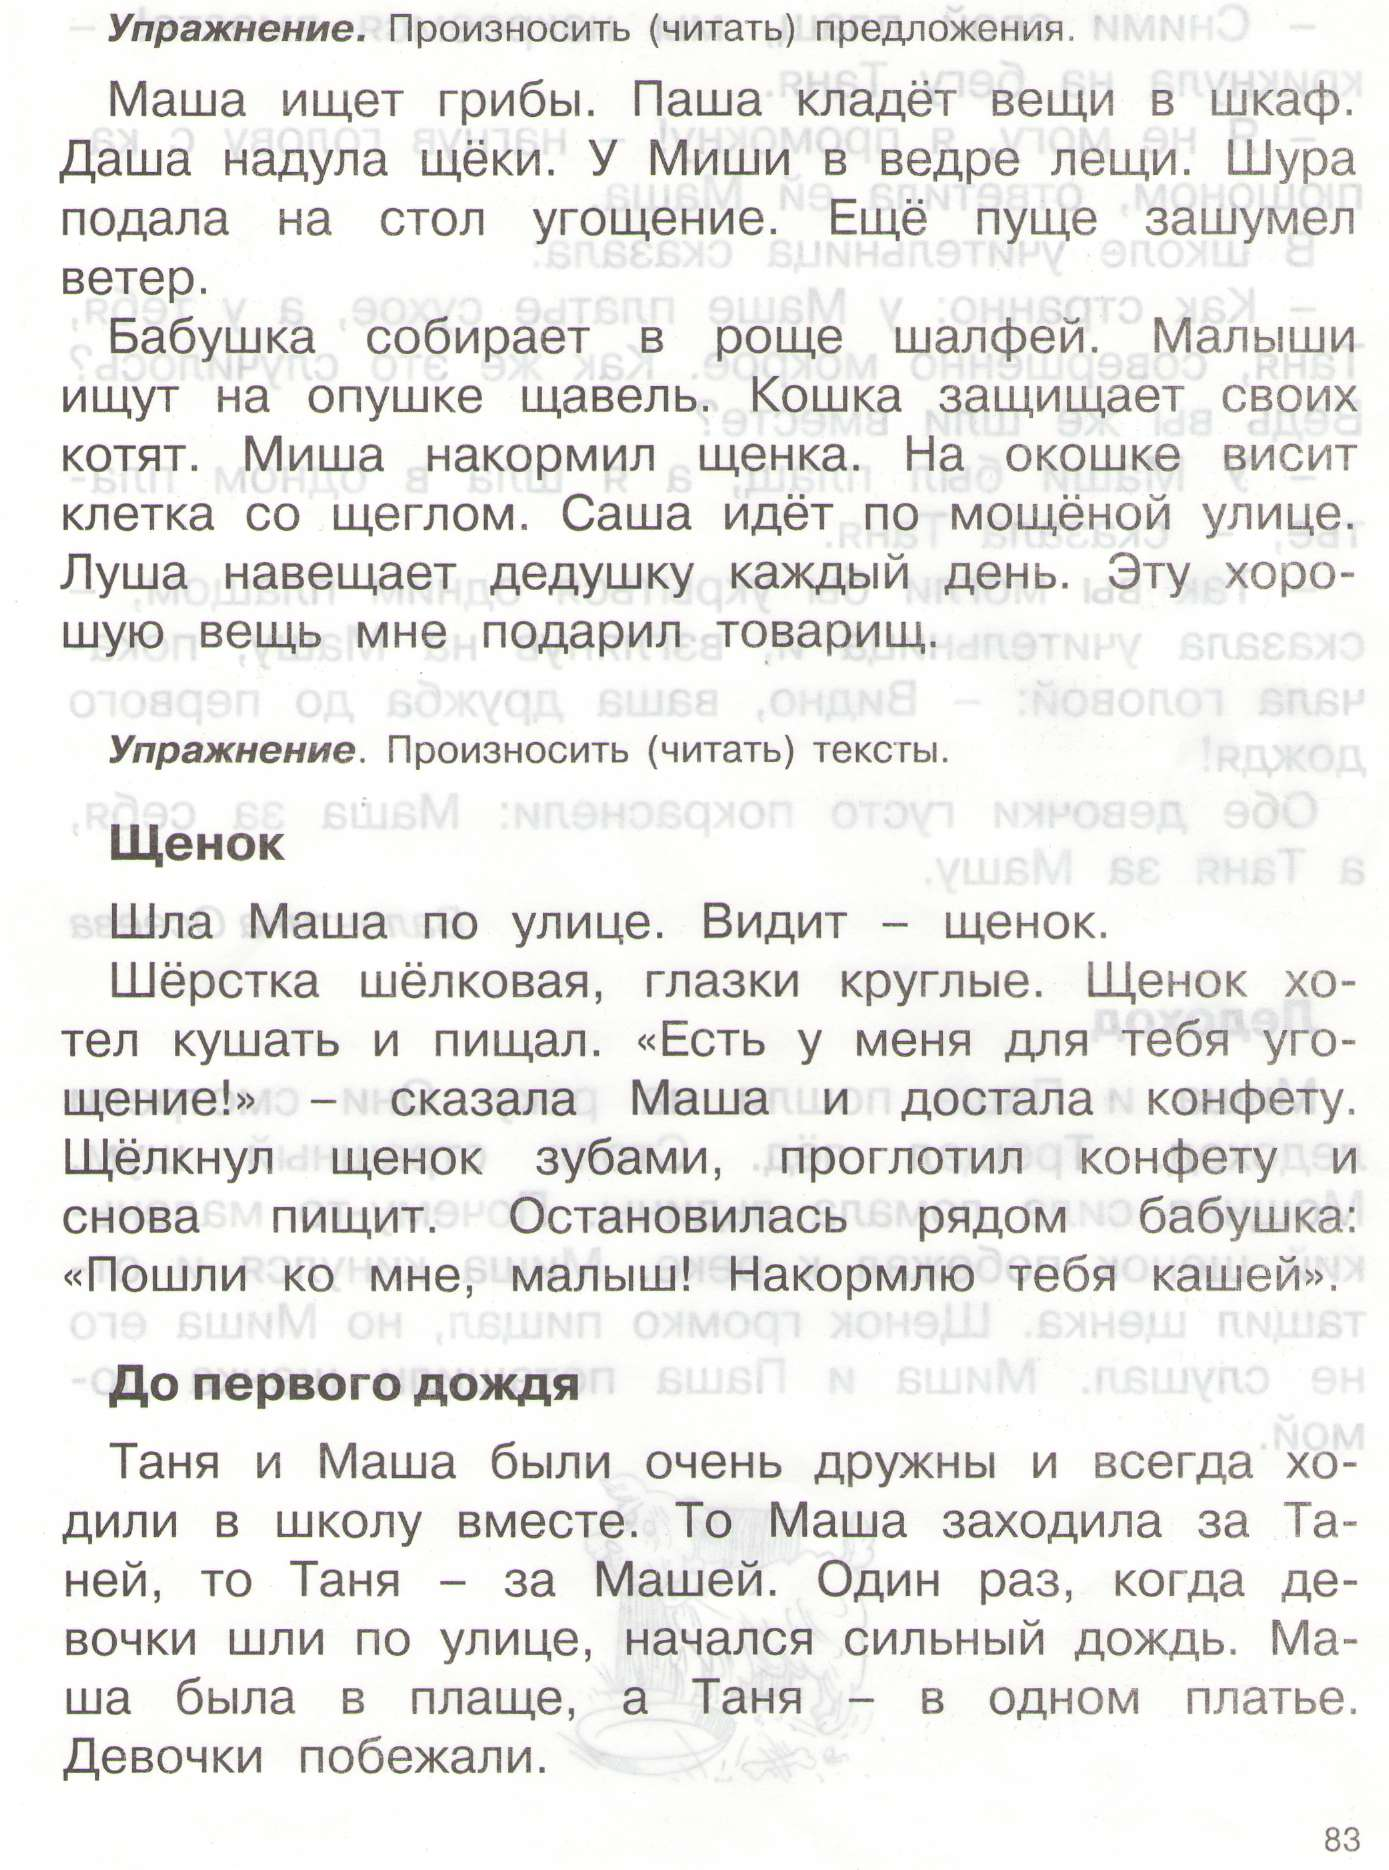 Упражнение. Произносить (читать) предложения.
Маша ищет грибы. Паша кладёт вещи в шкаф.
Даша надула щёки. У Миши в ведре лещи. Шура
подала на стол угощение. Ещё пуще зашумел
ветер.
Бабушка собирает в роще шалфей. Малыши
ищут на опушке щавель. Кошка защищает своих
котят. Миша накормил щенка. На окошке висит
клетка со щеглом. Саша идёт по мощёной улице.
Луша навещает дедушку каждый день. Эту хоро-
шую вещь мне подарил товарищ.
Упражнение. Произносить (читать) тексты.
Щенок
Шла Маша по улице. Видит – щенок.
Шёрстка шёлковая, глазки круглые. Щенок хо-
тел кушать и пищал. «Есть у меня для тебя уго-
щение!» – сказала Маша и достала конфету.
Щёлкнул щенок зубами, проглотил конфету и
снова пищит. Остановилась рядом бабушка:
«Пошли ко мне, малыш! Накормлю тебя кашей».
До первого дождя
Таня и Маша были очень дружны и всегда хо-
дили в школу вместе. То Маша заходила за Та-
ней, то Таня – за Машей. Один раз, когда де-
вочки шли по улице, начался сильный дождь. Ма-
ша была в плаще, а Таня – в одном платье.
Девочки побежали.
83